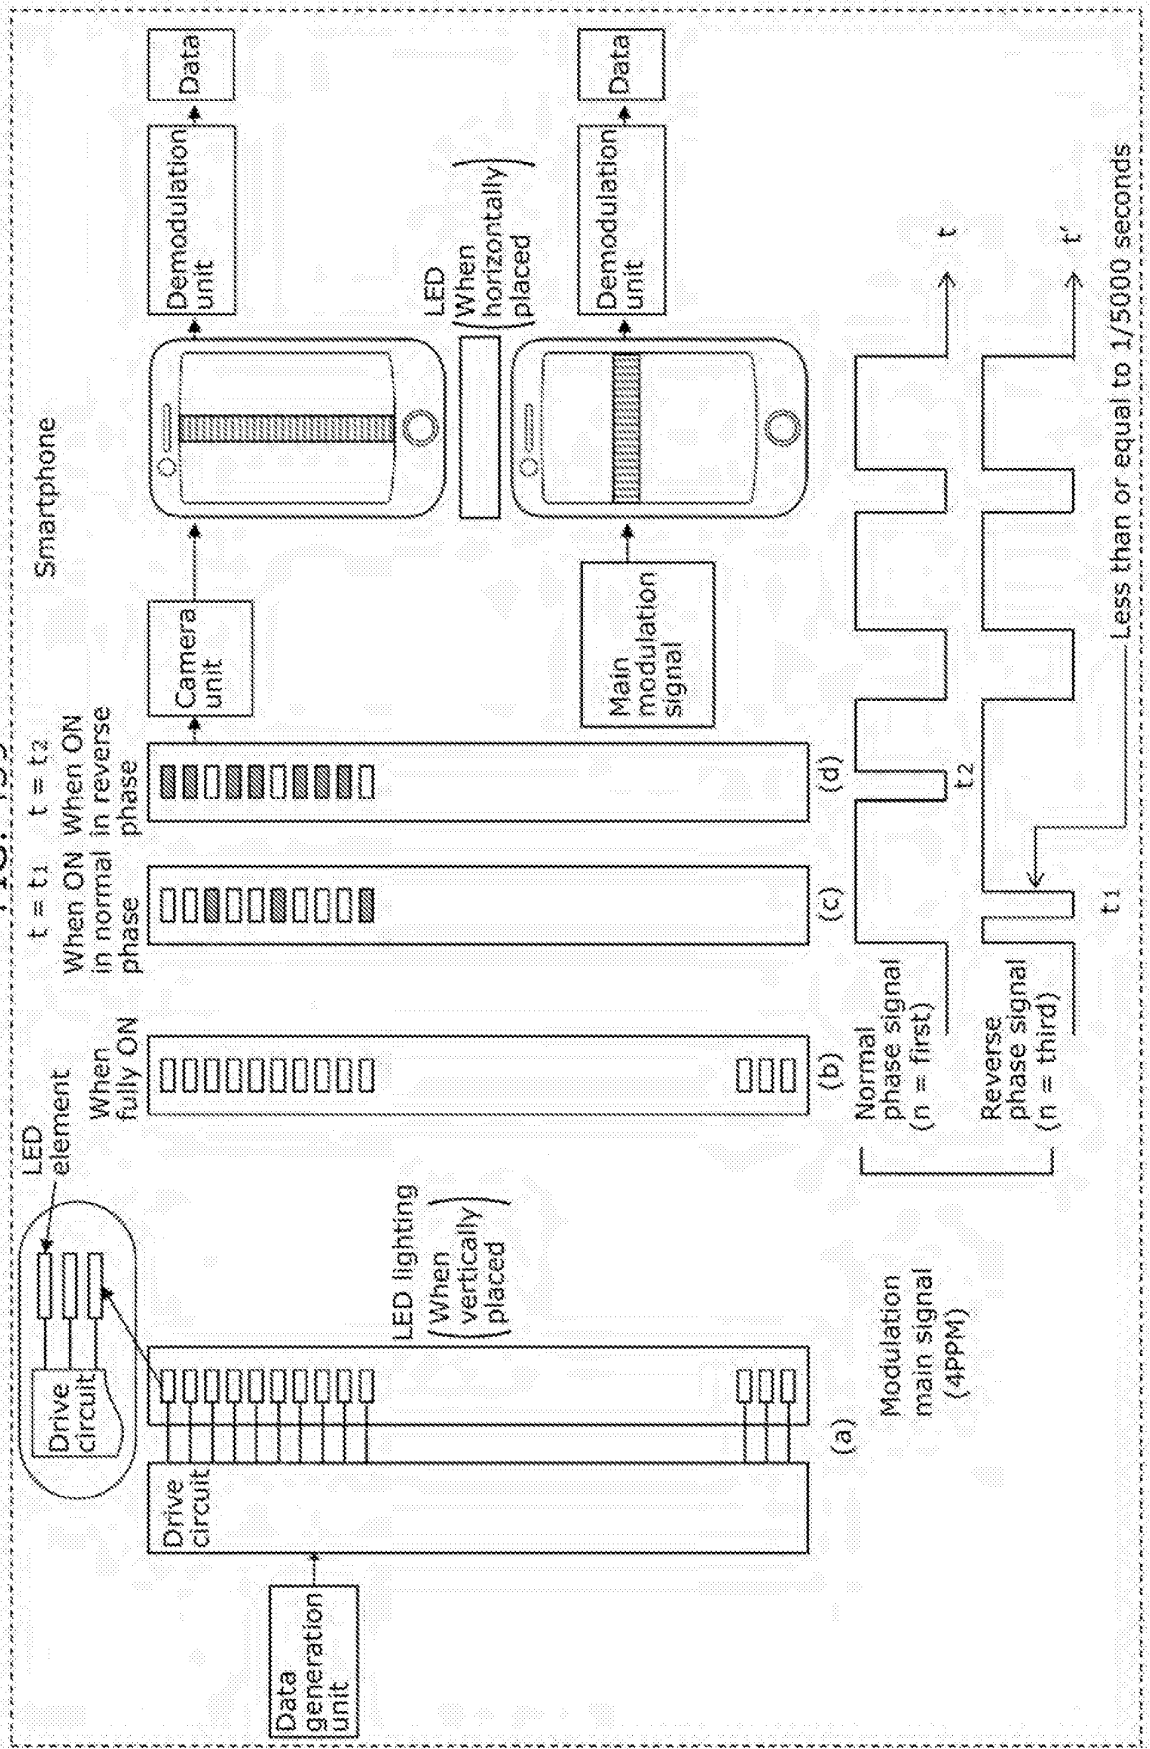 LED
element
Drive
circuit
Data
generation
unit
Drive
circuit
(a)
LED lighting
(When
vertically
placed)
When
fully ON
(b)
t = t1
When ON
in normal
phase
(c)
t = t2
When ON
in reverse
phase
(d)
Smartphone
Camera
unit
Demodulation
unit
Data
LED
(When
horizontally
placed)
Main
modulation
signal
Demodulation
unit
Data
Modulation
main signal
(4PPM)
Normal
phase signal
(n = first)
t2
t
Reverse
phase signal
(n = third)
t1
t'
Less than or equal to 1/5000 seconds